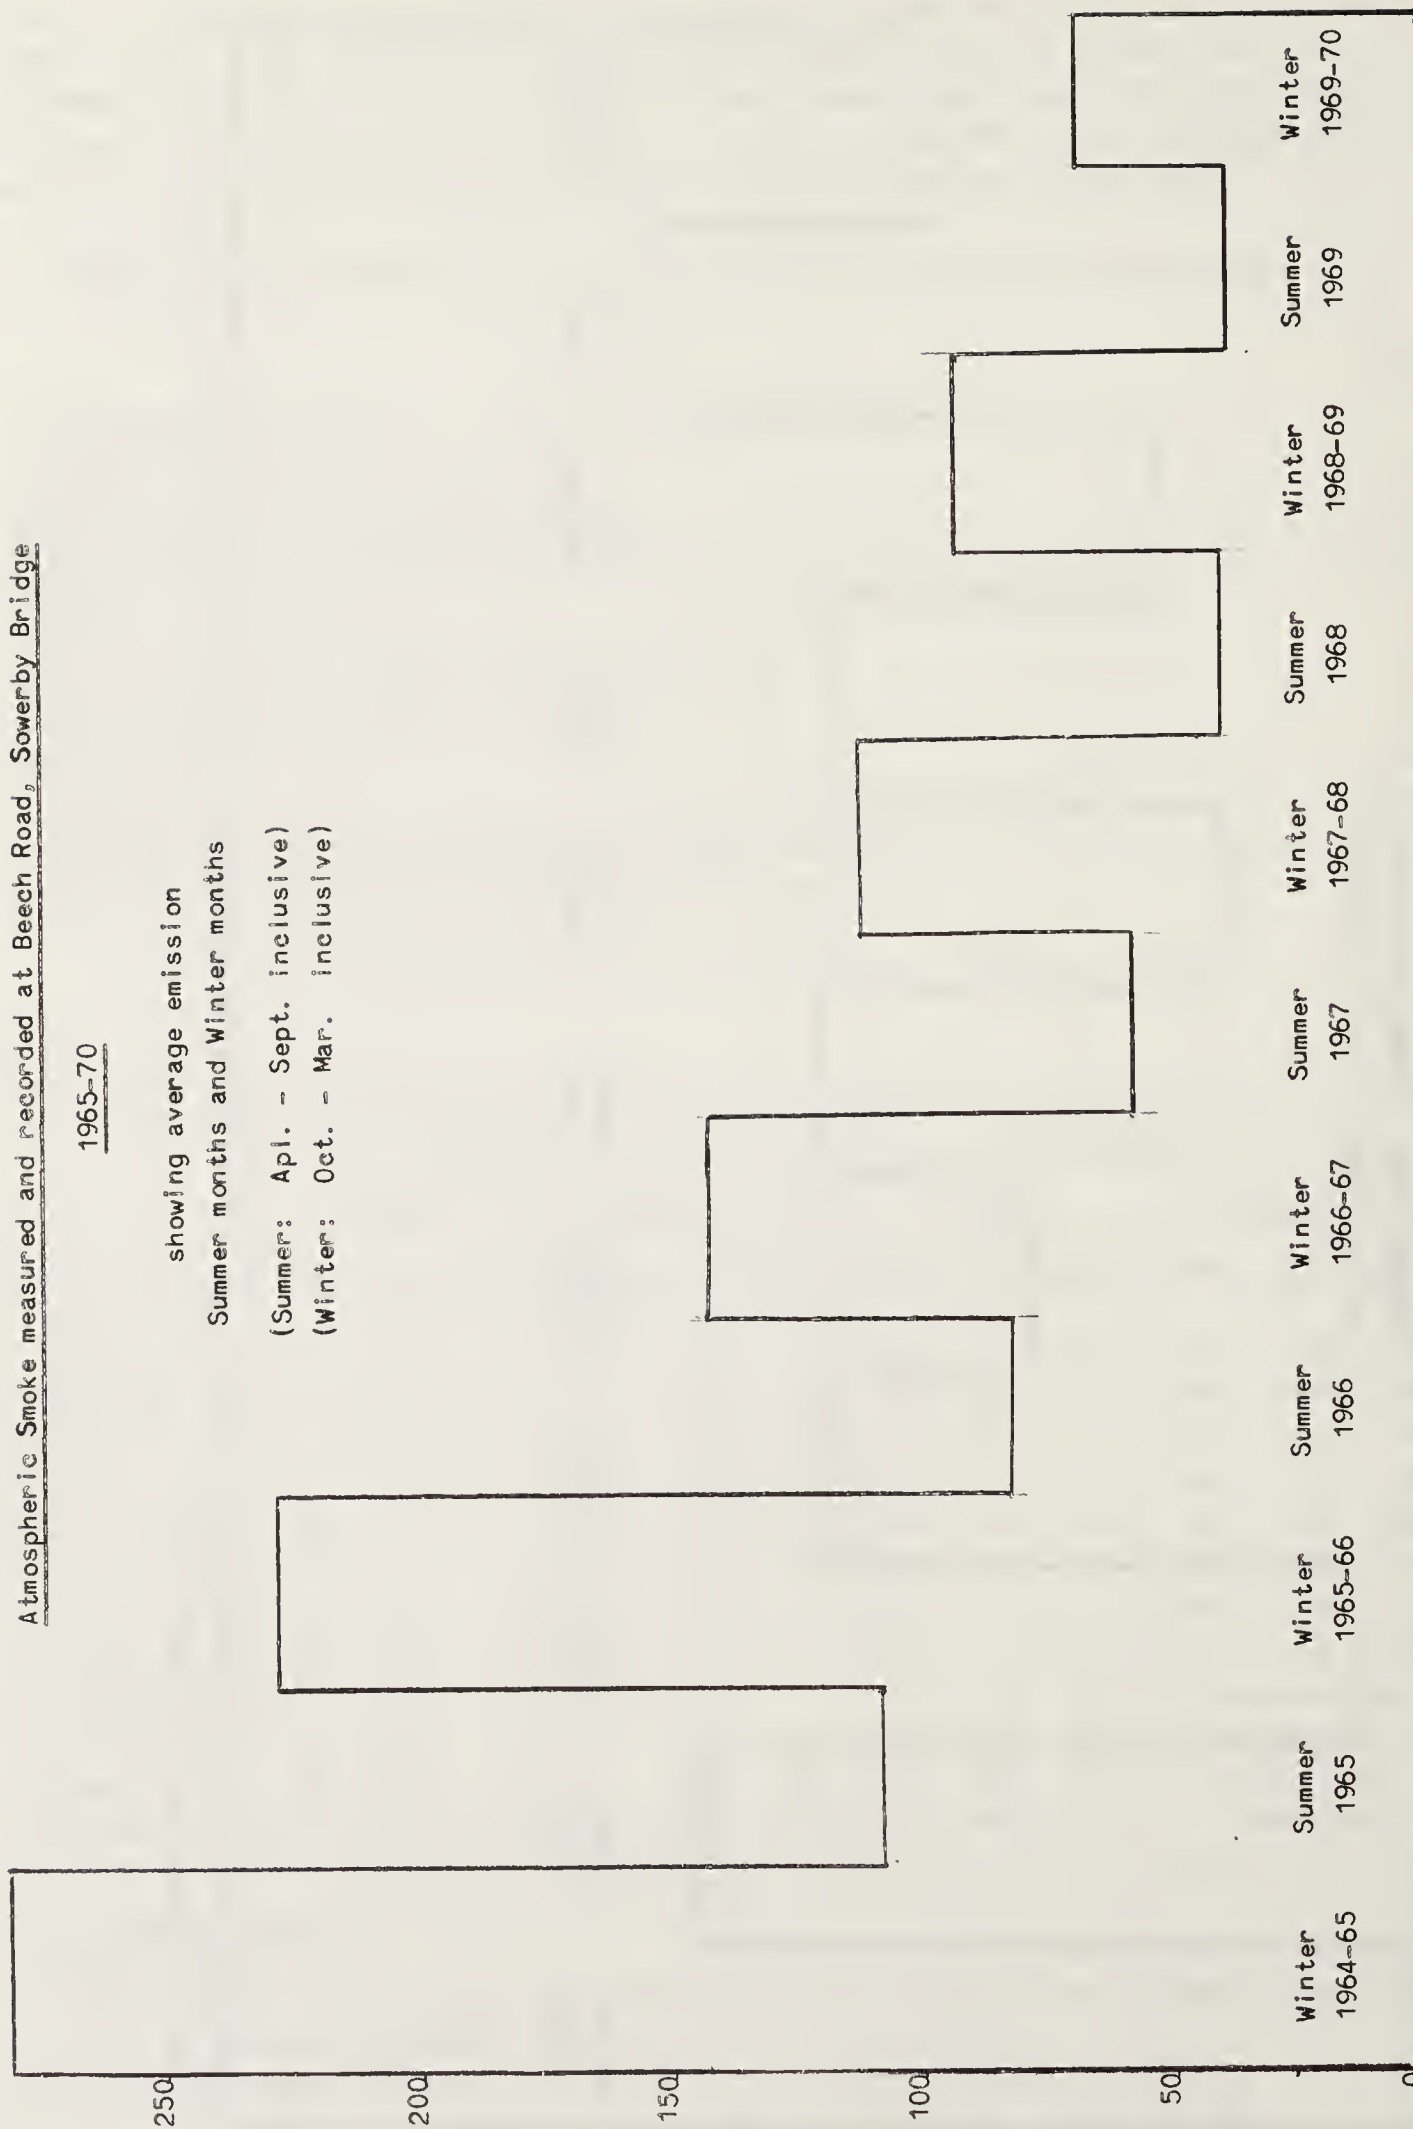 Atmospheric Smoke measured and recorded at Beech Road, Sowerby Bridge
1965-70
showing average emission
Summer months and Winter months
(Summer: Apl. - Sept. inclusive)
(Winter: Oct. - Mar. inclusive)
250
200
150
100
50
0
Winter
1964-65
Summer
1965
Winter
1965-66
Summer
1966
Winter
1966-67
Summer
1967
Winter
1967-68
Summer
1968
Winter
1968-69
Summer
1969
Winter
1969-70